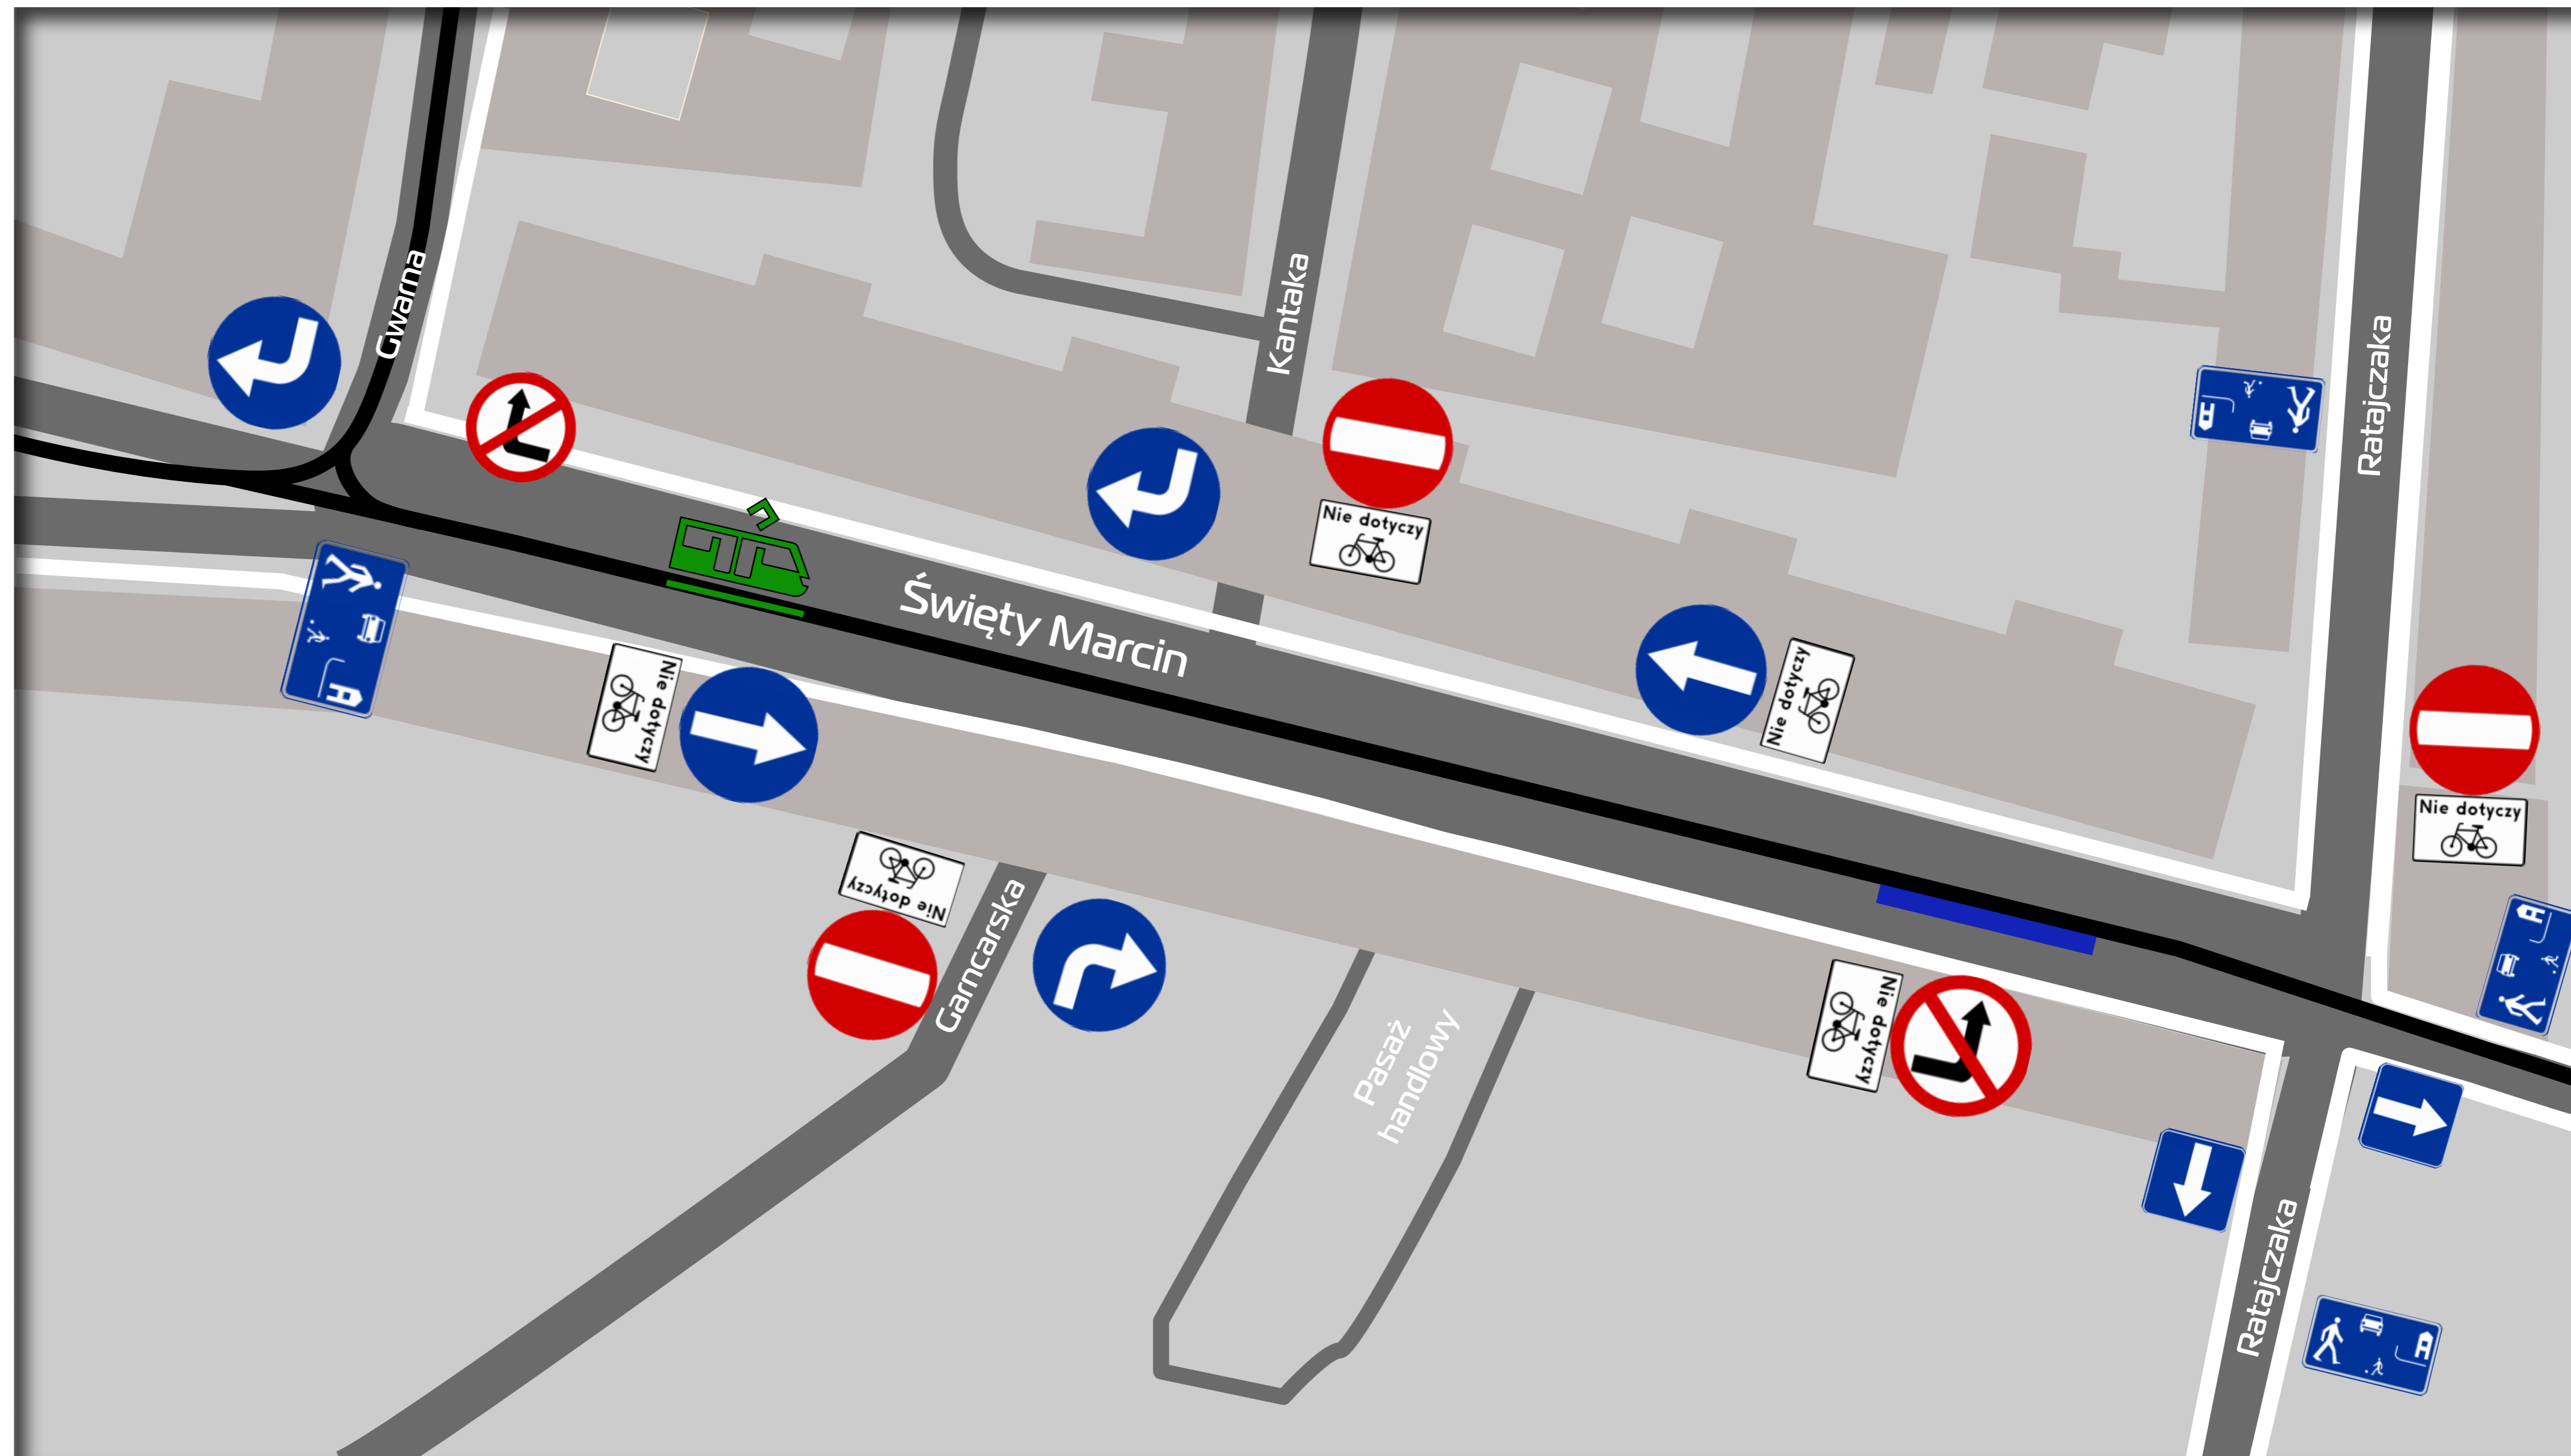 Gwarna
Kantaka
Ratajczaka
Nie dotyczy
Święty Marcin
Nie dotyczy
Nie dotyczy
Nie dotyczy
Nie dotyczy
Garncarska
Pasaż
handlowy
Nie dotyczy
Ratajczaka